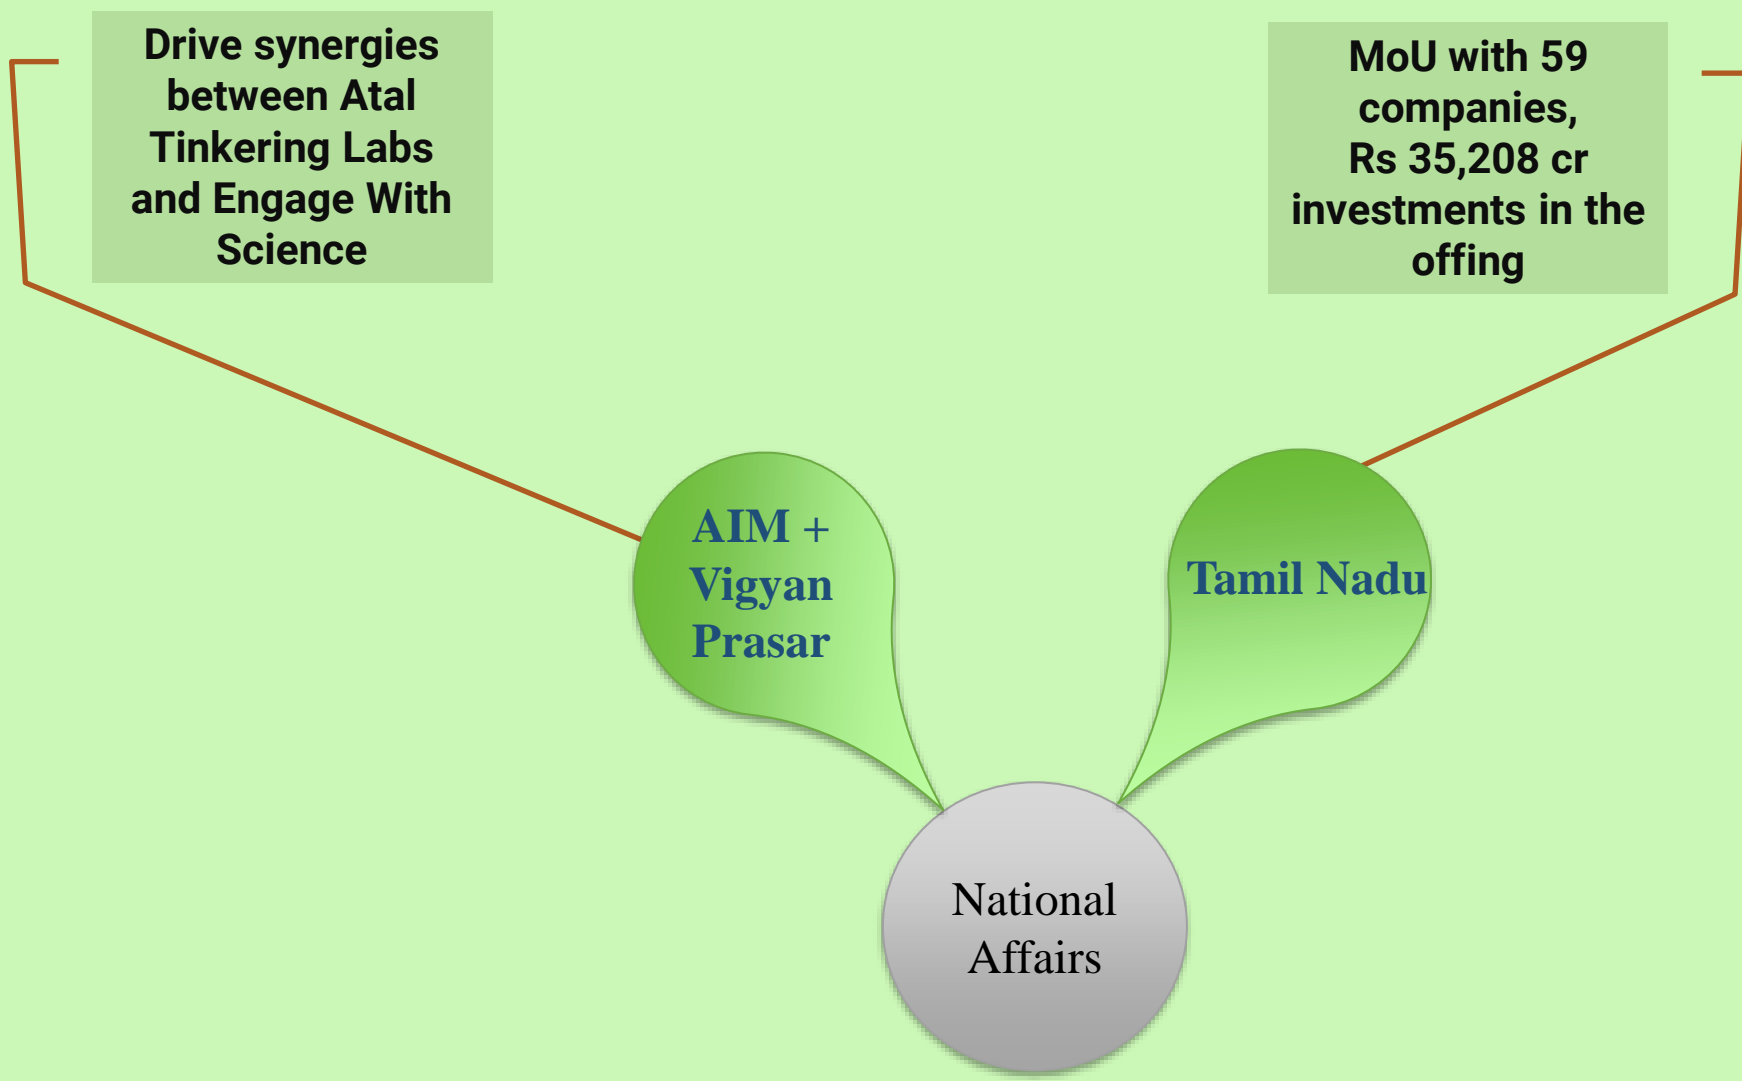 Drive synergies
between Atal
Tinkering Labs
and Engage With
Science
MoU with 59
companies,
Rs 35,208 cr
investments in the
offing
AIM +
Vigyan
Prasar
Tamil Nadu
National
Affairs